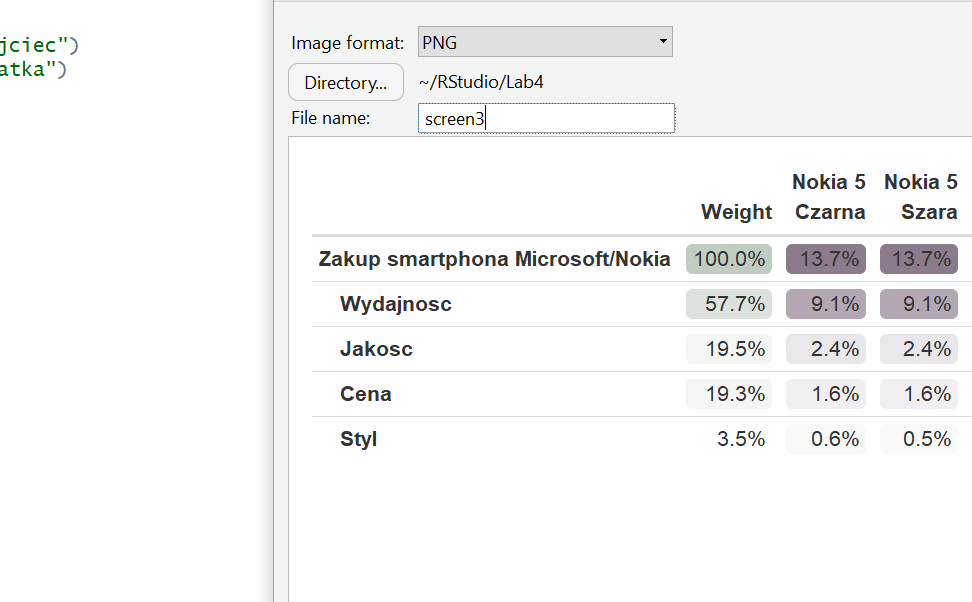 jciec")
atka")
Image format: PNG
Directory... ~/RStudio/Lab4
File name: screen3
Weight Nokia 5 Czarna Nokia 5 Szara
Zakup smartphona Microsoft/Nokia 100.0% 13.7% 13.7%
Wydajnosc 57.7% 9.1% 9.1%
Jakosc 19.5% 2.4% 2.4%
Cena 19.3% 1.6% 1.6%
Styl 3.5% 0.6% 0.5%